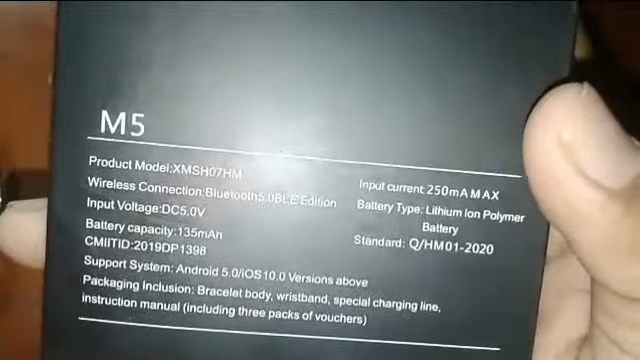 M5
Product Model:XMSH07HM
Wireless Connection:Bluetooth5.0BLE Edition
Input Voltage:DC5.0V
Battery capacity:135mAh
CMIITID:2019DP1398
Input current:250mA MAX
Battery Type: Lithium Ion Polymer
Battery
Standard: Q/HM01-2020
Support System: Android 5.0/iOS10.0 Versions above
Packaging Inclusion: Bracelet body, wristband, special charging line,
instruction manual (including three packs of vouchers)